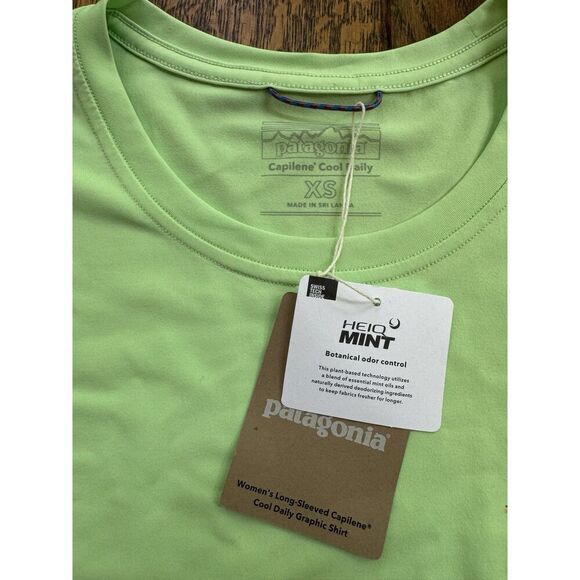 patagonia
Capilene® Cool Daily
XS
MADE IN SRI LANKA
SWISS
TECH
INSIDE
HEIQ
MINT
Botanical odor control
This plant-based technology utilizes
a blend of essential mint oils and
naturally derived deodorizing ingredients
to keep fabrics fresher for longer.
patagonia®
Women's Long-Sleeved Capilene®
Cool Daily Graphic Shirt